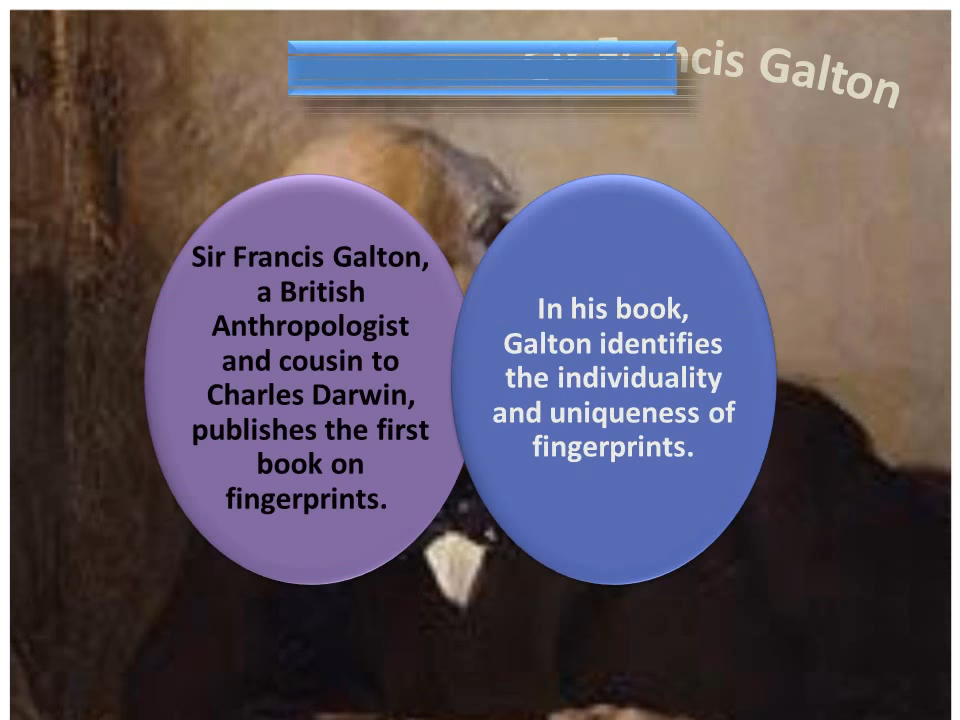 Francis Galton
Sir Francis Galton,
a British
Anthropologist
and cousin to
Charles Darwin,
publishes the first
book on
fingerprints.
In his book,
Galton identifies
the individuality
and uniqueness of
fingerprints.